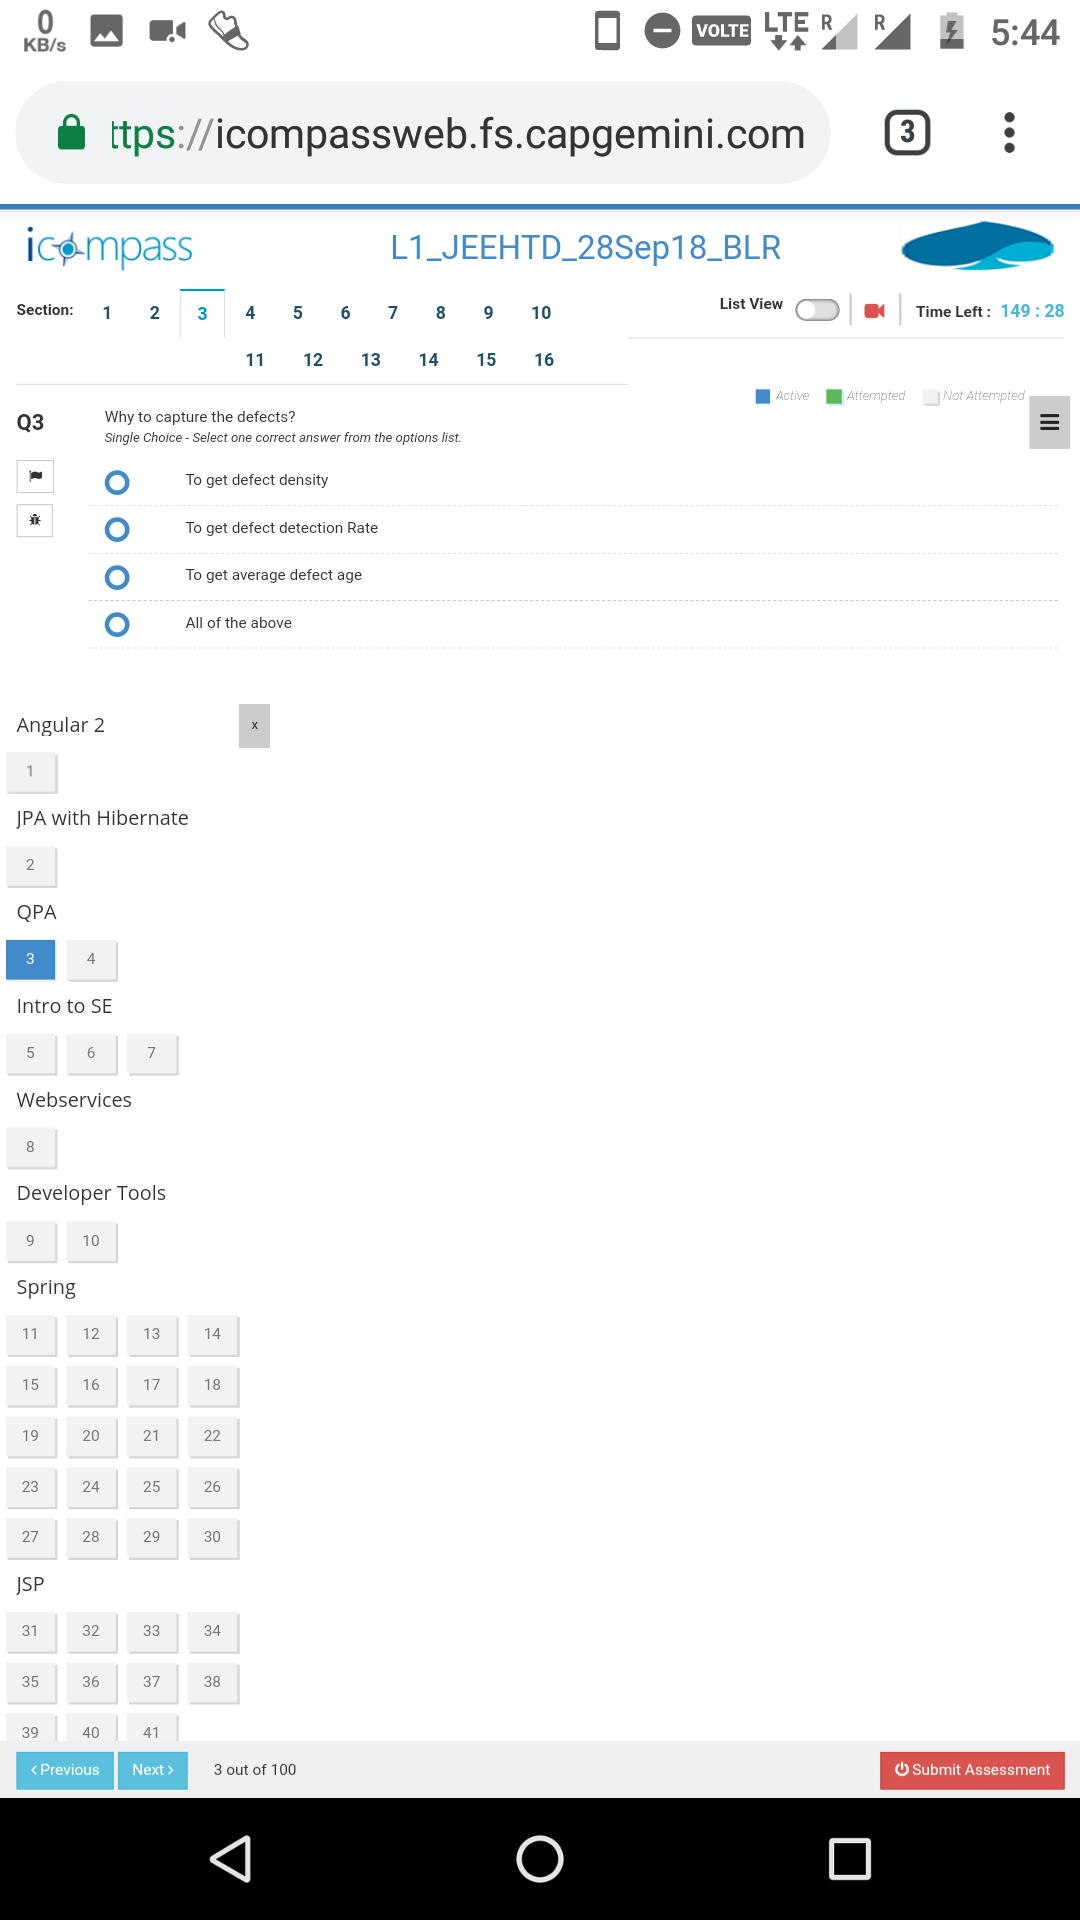 0
KB/s
VOLTE
LTE
R
R
5:44
ttps://icompassweb.fs.capgemini.com
3
icompass
L1_JEEHTD_28Sep18_BLR
Section: 1 2 3 4 5 6 7 8 9 10
11 12 13 14 15 16
List View
Time Left : 149 : 28
Active Attempted Not Attempted
Q3
Why to capture the defects?
Single Choice - Select one correct answer from the options list.
To get defect density
To get defect detection Rate
To get average defect age
All of the above
Angular 2
x
1
JPA with Hibernate
2
QPA
3 4
Intro to SE
5 6 7
Webservices
8
Developer Tools
9 10
Spring
11 12 13 14
15 16 17 18
19 20 21 22
23 24 25 26
27 28 29 30
JSP
31 32 33 34
35 36 37 38
39 40 41
‹ Previous
Next ›
3 out of 100
Submit Assessment